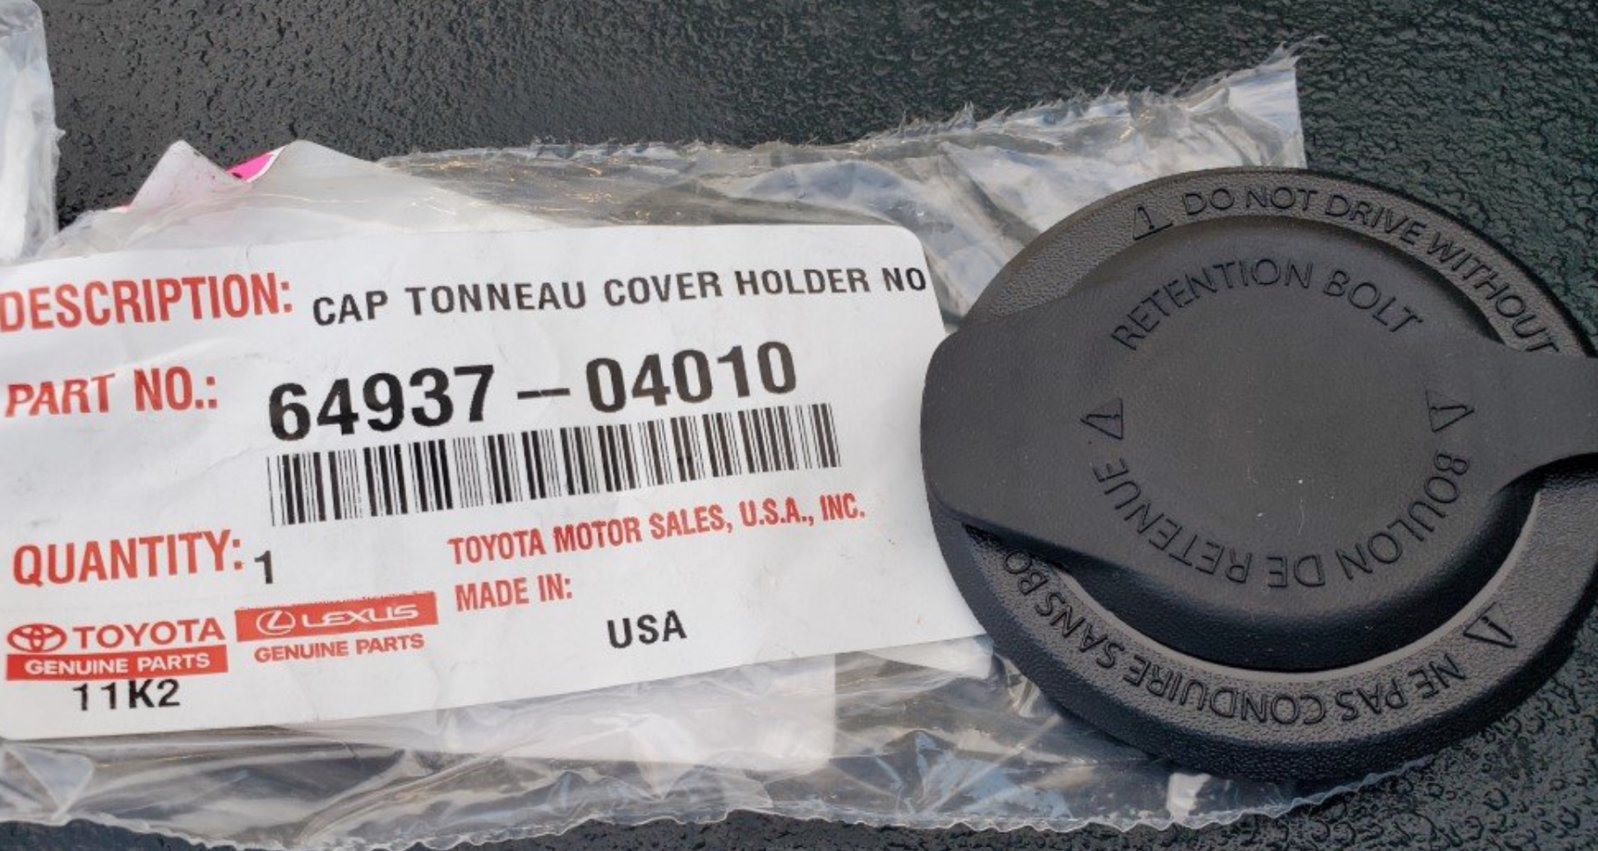 DESCRIPTION: CAP TONNEAU COVER HOLDER NO
PART NO.: 64937-04010
QUANTITY: 1
TOYOTA MOTOR SALES, U.S.A., INC.
MADE IN:
USA
TOYOTA
GENUINE PARTS
LEXUS
GENUINE PARTS
11K2
DO NOT DRIVE WITHOUT
RETENTION BOLT
BOULON DE RETENUE
NE PAS CONDUIRE SANS